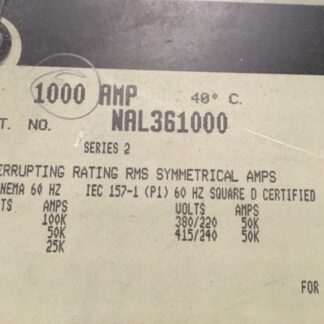 1000 AMP 40° C.
T. NO. NAL361000
SERIES 2
ERRUPTING RATING RMS SYMMETRICAL AMPS
NEMA 60 HZ IEC 157-1 (P1) 60 HZ SQUARE D CERTIFIED
TS AMPS VOLTS AMPS
100K 380/220 50K
50K 415/240 50K
25K
FOR